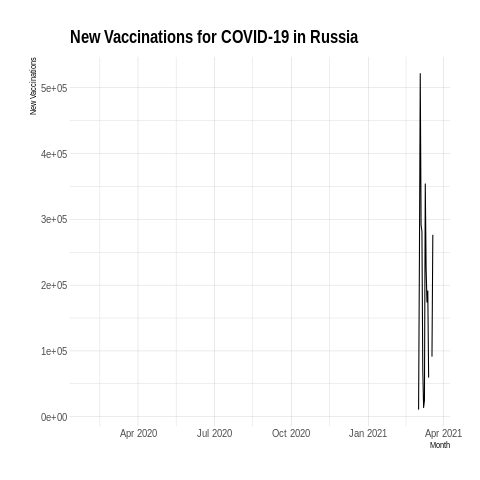 New Vaccinations for COVID-19 in Russia
New Vaccinations
5e+05
4e+05
3e+05
2e+05
1e+05
0e+00
Apr 2020 Jul 2020 Oct 2020 Jan 2021 Apr 2021
Month